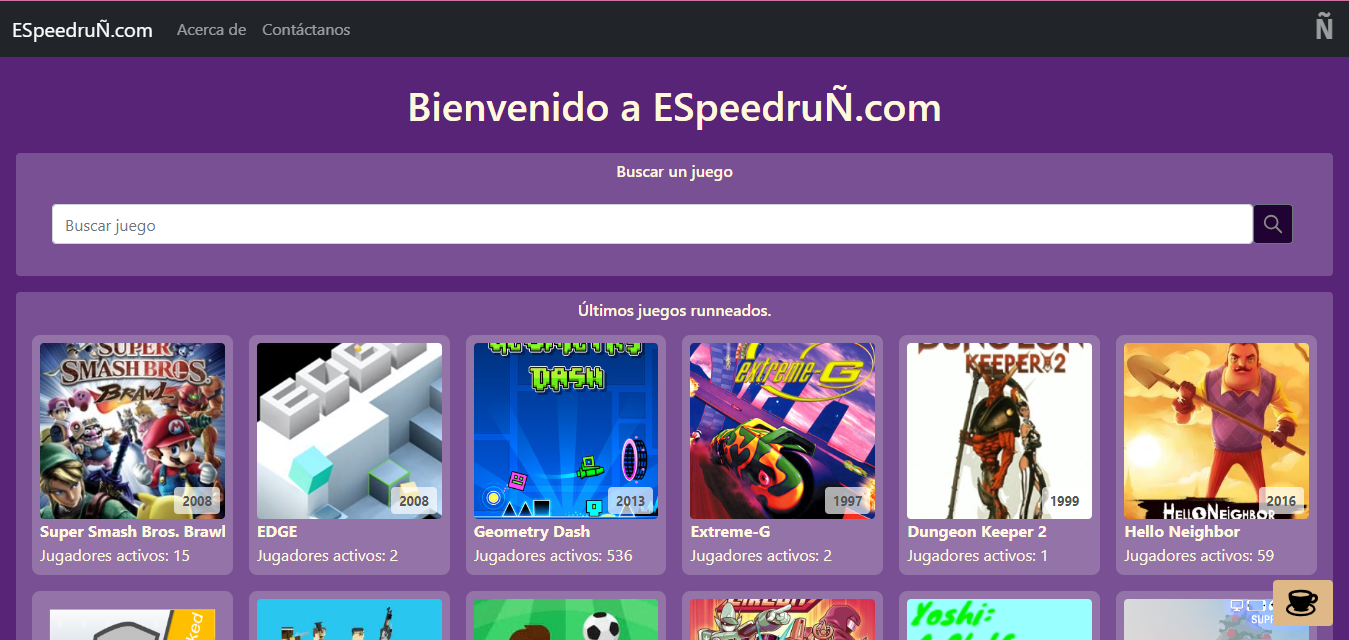 ESpeedruÑ.com Acerca de Contáctanos Ñ
Bienvenido a ESpeedruÑ.com
Buscar un juego
Buscar juego
Últimos juegos runneados.
SUPER
SMASH BROS.
BRAWL
2008
Super Smash Bros. Brawl
Jugadores activos: 15
EDGE
2008
EDGE
Jugadores activos: 2
GEOMETRY
DASH
2013
Geometry Dash
Jugadores activos: 536
extreme-G
1997
Extreme-G
Jugadores activos: 2
DUNGEON
KEEPER 2
1999
Dungeon Keeper 2
Jugadores activos: 1
HELLO NEIGHBOR
2016
Hello Neighbor
Jugadores activos: 59
CIRCUIT
Yoshi: